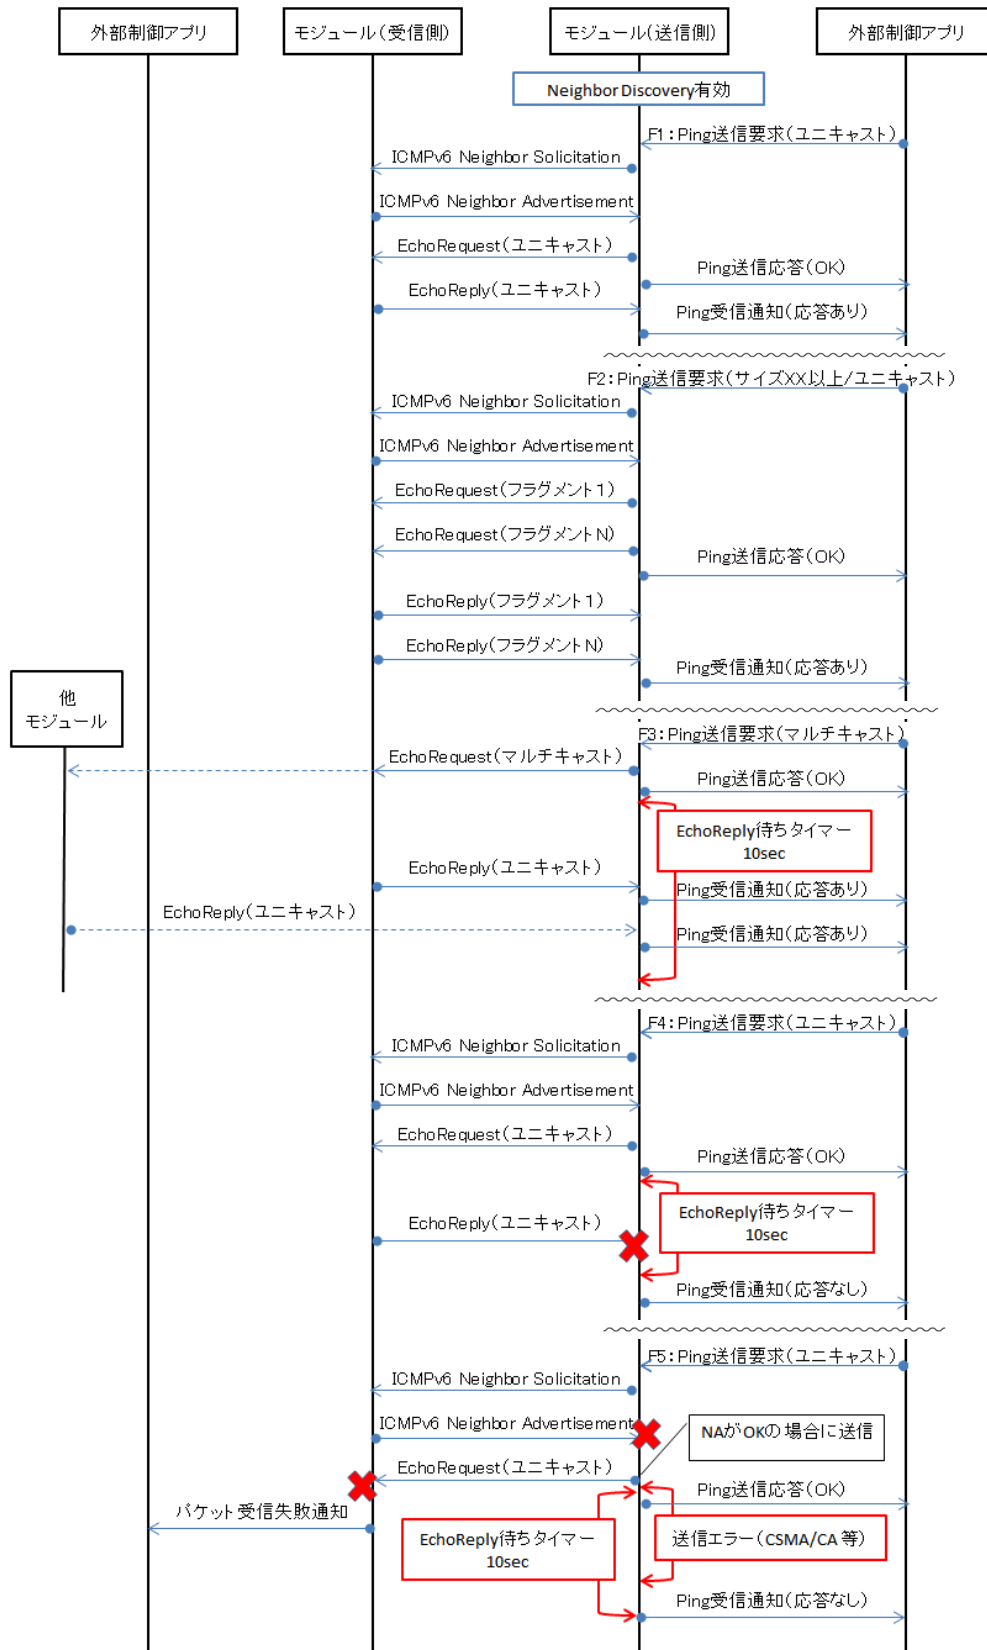 外部制御アプリ
モジュール(受信側)
モジュール(送信側)
外部制御アプリ
Neighbor Discovery有効
F1:Ping送信要求(ユニキャスト)
ICMPv6 Neighbor Solicitation
ICMPv6 Neighbor Advertisement
EchoRequest(ユニキャスト)
Ping送信応答(OK)
EchoReply(ユニキャスト)
Ping受信通知(応答あり)
F2:Ping送信要求(サイズXX以上/ユニキャスト)
ICMPv6 Neighbor Solicitation
ICMPv6 Neighbor Advertisement
EchoRequest(フラグメント1)
EchoRequest(フラグメントN)
Ping送信応答(OK)
EchoReply(フラグメント1)
EchoReply(フラグメントN)
Ping受信通知(応答あり)
他
モジュール
F3:Ping送信要求(マルチキャスト)
EchoRequest(マルチキャスト)
Ping送信応答(OK)
EchoReply待ちタイマー
10sec
EchoReply(ユニキャスト)
Ping受信通知(応答あり)
EchoReply(ユニキャスト)
Ping受信通知(応答あり)
F4:Ping送信要求(ユニキャスト)
ICMPv6 Neighbor Solicitation
ICMPv6 Neighbor Advertisement
EchoRequest(ユニキャスト)
Ping送信応答(OK)
EchoReply待ちタイマー
10sec
EchoReply(ユニキャスト)
Ping受信通知(応答なし)
F5:Ping送信要求(ユニキャスト)
ICMPv6 Neighbor Solicitation
ICMPv6 Neighbor Advertisement
NAがOKの場合に送信
EchoRequest(ユニキャスト)
Ping送信応答(OK)
パケット受信失敗通知
EchoReply待ちタイマー
10sec
送信エラー(CSMA/CA 等)
Ping受信通知(応答なし)